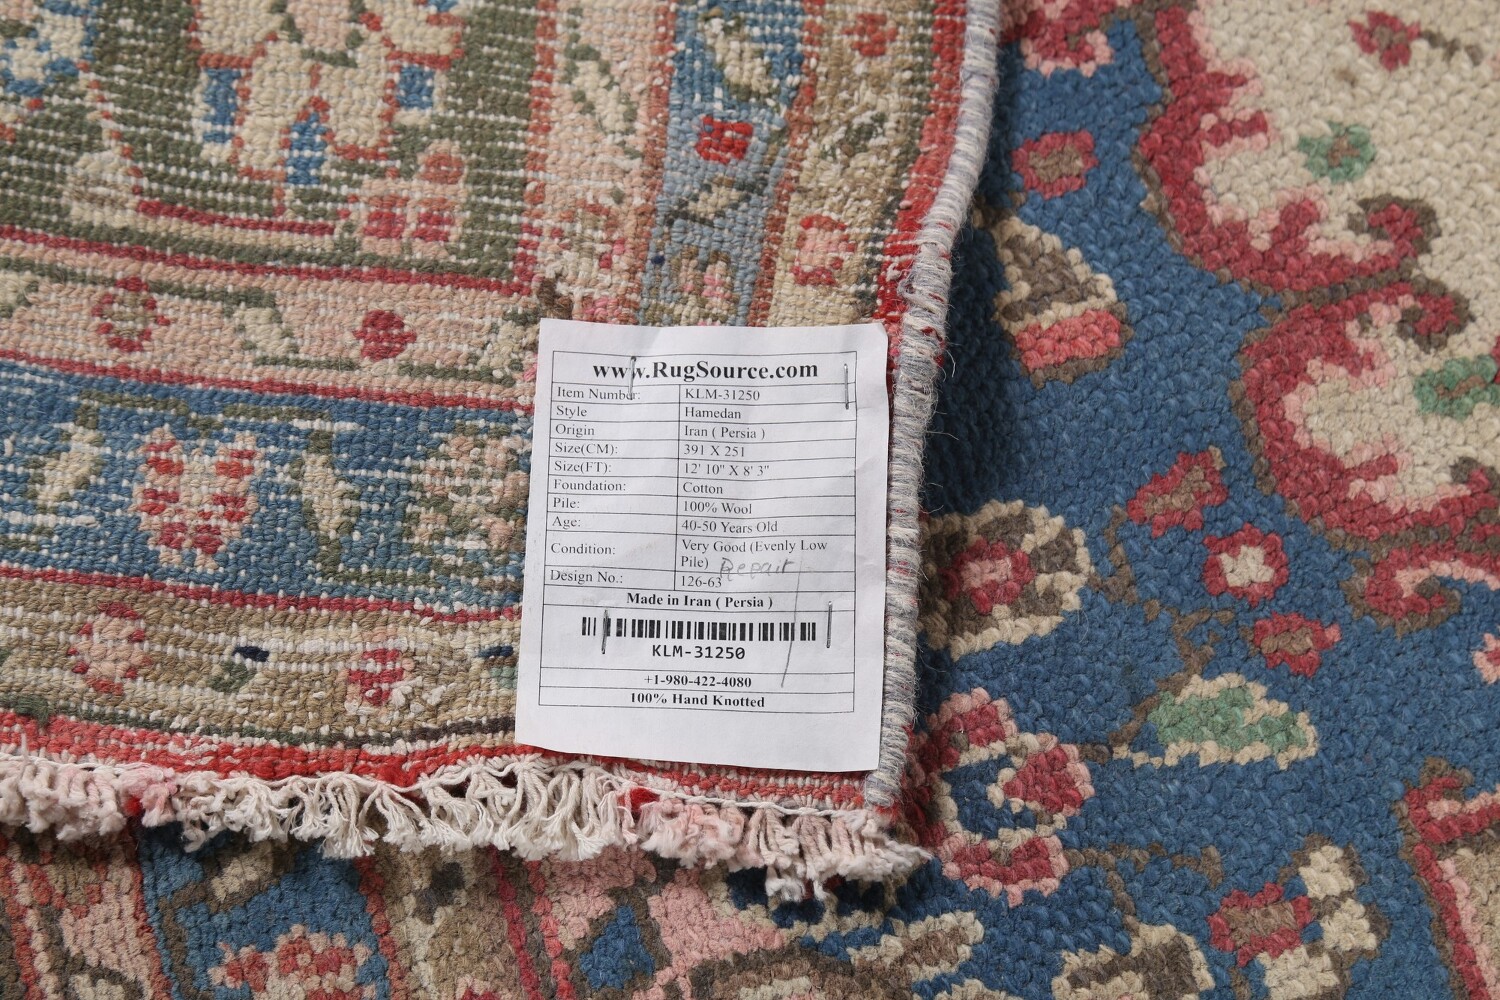 www.RugSource.com
Item Number: KLM-31250
Style Hamedan
Origin Iran ( Persia )
Size(CM): 391 X 251
Size(FT): 12' 10" X 8' 3"
Foundation: Cotton
Pile: 100% Wool
Age: 40-50 Years Old
Condition: Very Good (Evenly Low
Pile) Repair
Design No.: 126-63
Made in Iran ( Persia )
KLM-31250
+1-980-422-4080
100% Hand Knotted